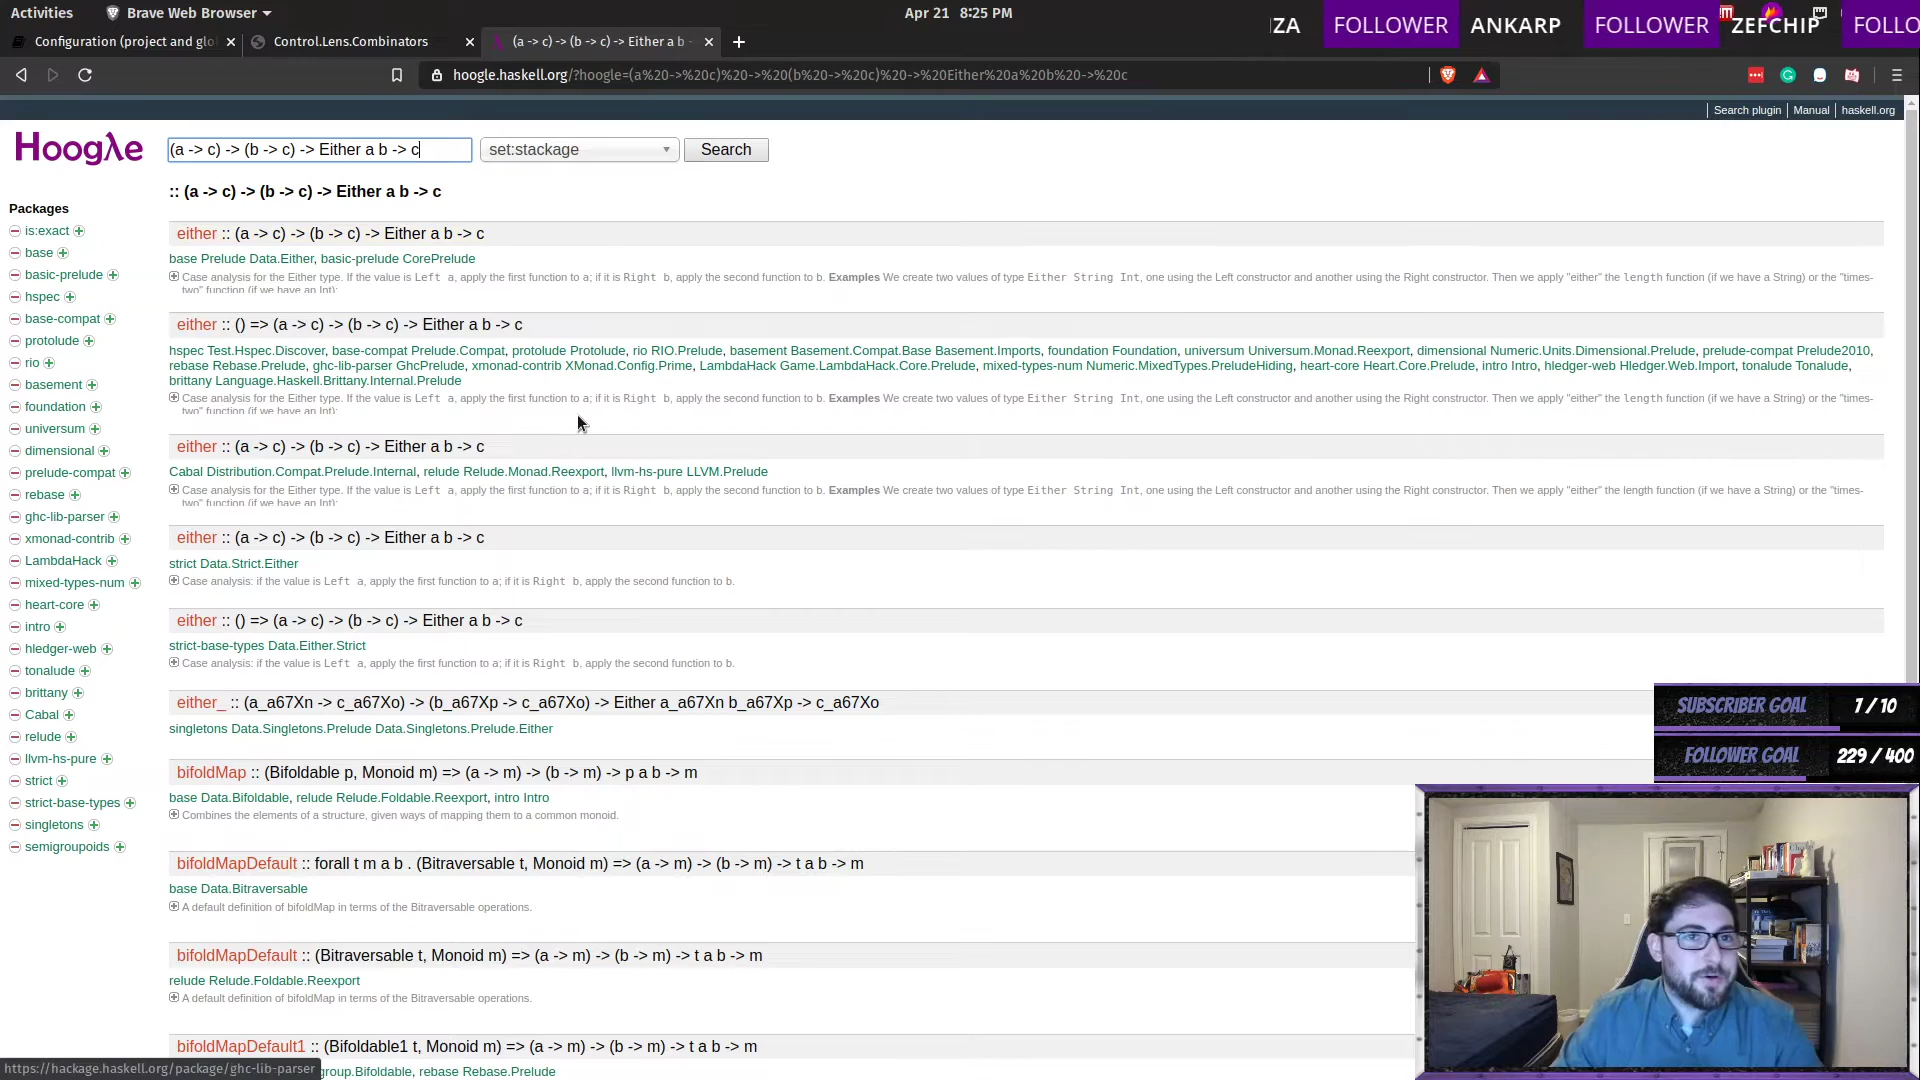 Activities
Brave Web Browser
Apr 21 8:25 PM
ZA FOLLOWER ANKARP FOLLOWER ZEFCHIP FOLLO
Configuration (project and glo
Control.Lens.Combinators
(a -> c) -> (b -> c) -> Either a b -
hoogle.haskell.org/?hoogle=(a%20->%20c)%20->%20(b%20->%20c)%20->%20Either%20a%20b%20->%20c
Search plugin | Manual | haskell.org
Hoogλe
(a -> c) -> (b -> c) -> Either a b -> c
set:stackage
Search
:: (a -> c) -> (b -> c) -> Either a b -> c
Packages
is:exact
base
basic-prelude
hspec
base-compat
protolude
rio
basement
foundation
universum
dimensional
prelude-compat
rebase
ghc-lib-parser
xmonad-contrib
LambdaHack
mixed-types-num
heart-core
intro
hledger-web
tonalude
brittany
Cabal
relude
llvm-hs-pure
strict
strict-base-types
singletons
semigroupoids
either :: (a -> c) -> (b -> c) -> Either a b -> c
base Prelude Data.Either, basic-prelude CorePrelude
Case analysis for the Either type. If the value is Left a, apply the first function to a; if it is Right b, apply the second function to b. Examples We create two values of type Either String Int, one using the Left constructor and another using the Right constructor. Then we apply "either" the length function (if we have a String) or the "times-
two" function (if we have an Int):
either :: () => (a -> c) -> (b -> c) -> Either a b -> c
hspec Test.Hspec.Discover, base-compat Prelude.Compat, protolude Protolude, rio RIO.Prelude, basement Basement.Compat.Base Basement.Imports, foundation Foundation, universum Universum.Monad.Reexport, dimensional Numeric.Units.Dimensional.Prelude, prelude-compat Prelude2010,
rebase Rebase.Prelude, ghc-lib-parser GhcPrelude, xmonad-contrib XMonad.Config.Prime, LambdaHack Game.LambdaHack.Core.Prelude, mixed-types-num Numeric.MixedTypes.PreludeHiding, heart-core Heart.Core.Prelude, intro Intro, hledger-web Hledger.Web.Import, tonalude Tonalude,
brittany Language.Haskell.Brittany.Internal.Prelude
Case analysis for the Either type. If the value is Left a, apply the first function to a; if it is Right b, apply the second function to b. Examples We create two values of type Either String Int, one using the Left constructor and another using the Right constructor. Then we apply "either" the length function (if we have a String) or the "times-
two" function (if we have an Int):
either :: (a -> c) -> (b -> c) -> Either a b -> c
Cabal Distribution.Compat.Prelude.Internal, relude Relude.Monad.Reexport, llvm-hs-pure LLVM.Prelude
Case analysis for the Either type. If the value is Left a, apply the first function to a; if it is Right b, apply the second function to b. Examples We create two values of type Either String Int, one using the Left constructor and another using the Right constructor. Then we apply "either" the length function (if we have a String) or the "times-
two" function (if we have an Int):
either :: (a -> c) -> (b -> c) -> Either a b -> c
strict Data.Strict.Either
Case analysis: if the value is Left a, apply the first function to a; if it is Right b, apply the second function to b.
either :: () => (a -> c) -> (b -> c) -> Either a b -> c
strict-base-types Data.Either.Strict
Case analysis: if the value is Left a, apply the first function to a; if it is Right b, apply the second function to b.
either_ :: (a_a67Xn -> c_a67Xo) -> (b_a67Xp -> c_a67Xo) -> Either a_a67Xn b_a67Xp -> c_a67Xo
singletons Data.Singletons.Prelude Data.Singletons.Prelude.Either
bifoldMap :: (Bifoldable p, Monoid m) => (a -> m) -> (b -> m) -> p a b -> m
base Data.Bifoldable, relude Relude.Foldable.Reexport, intro Intro
Combines the elements of a structure, given ways of mapping them to a common monoid.
bifoldMapDefault :: forall t m a b . (Bitraversable t, Monoid m) => (a -> m) -> (b -> m) -> t a b -> m
base Data.Bitraversable
A default definition of bifoldMap in terms of the Bitraversable operations.
bifoldMapDefault :: (Bitraversable t, Monoid m) => (a -> m) -> (b -> m) -> t a b -> m
relude Relude.Foldable.Reexport
A default definition of bifoldMap in terms of the Bitraversable operations.
bifoldMapDefault1 :: (Bifoldable1 t, Monoid m) => (a -> m) -> (b -> m) -> t a b -> m
group.Bifoldable, rebase Rebase.Prelude
https://hackage.haskell.org/package/ghc-lib-parser
SUBSCRIBER GOAL 7 / 10
FOLLOWER GOAL 229 / 400